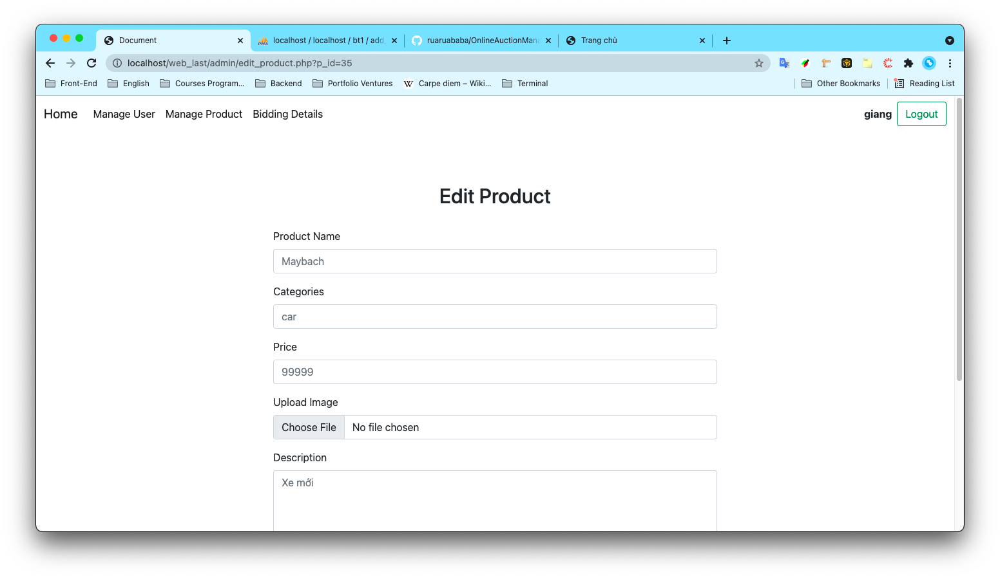 Document
localhost / localhost / bt1 / add
ruaruababa/OnlineAuctionMana
Trang chủ
localhost/web_last/admin/edit_product.php?p_id=35
Front-End English Courses Program... Backend Portfolio Ventures W Carpe diem – Wiki... Terminal Other Bookmarks Reading List
Home Manage User Manage Product Bidding Details giang Logout
Edit Product
Product Name
Maybach
Categories
car
Price
99999
Upload Image
Choose File No file chosen
Description
Xe mới